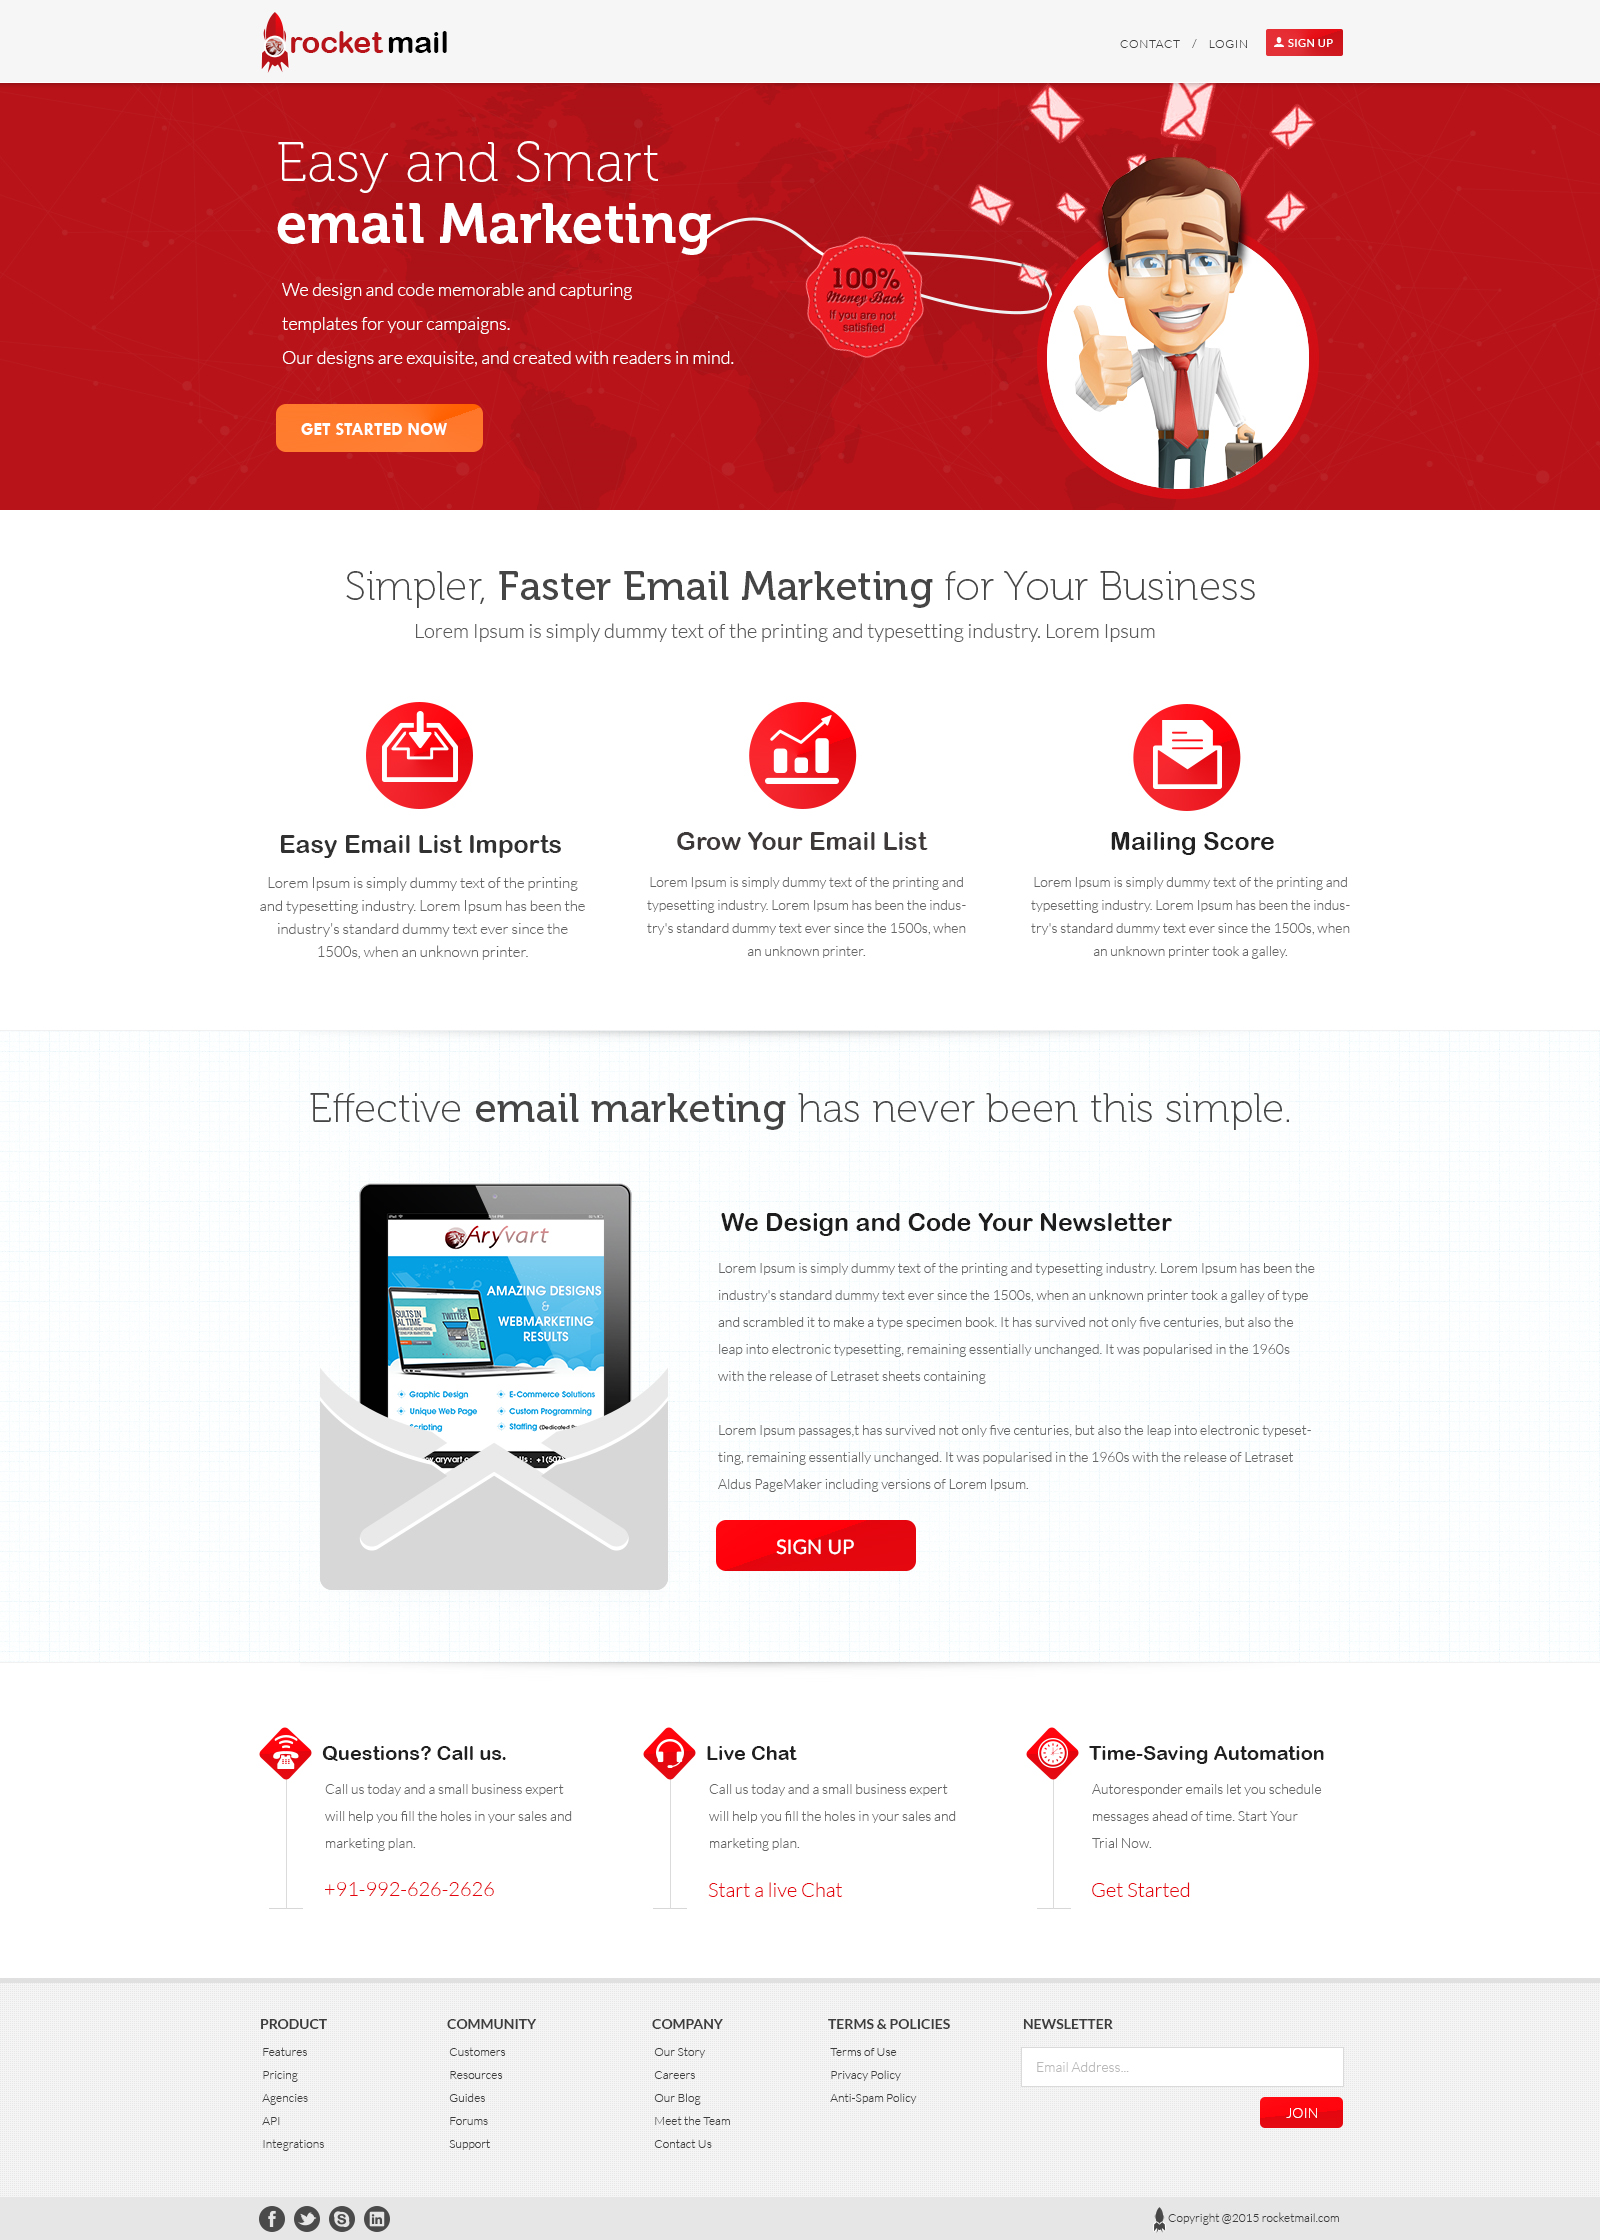 rocket mail
CONTACT / LOGIN SIGN UP
Easy and Smart
email Marketing
We design and code memorable and capturing
templates for your campaigns.
Our designs are exquisite, and created with readers in mind.
GET STARTED NOW
100%
Money Back
If you are not
satisfied
Simpler, Faster Email Marketing for Your Business
Lorem Ipsum is simply dummy text of the printing and typesetting industry. Lorem Ipsum
Easy Email List Imports
Lorem Ipsum is simply dummy text of the printing
and typesetting industry. Lorem Ipsum has been the
industry's standard dummy text ever since the
1500s, when an unknown printer.
Grow Your Email List
Lorem Ipsum is simply dummy text of the printing and
typesetting industry. Lorem Ipsum has been the indus-
try's standard dummy text ever since the 1500s, when
an unknown printer.
Mailing Score
Lorem Ipsum is simply dummy text of the printing and
typesetting industry. Lorem Ipsum has been the indus-
try's standard dummy text ever since the 1500s, when
an unknown printer took a galley.
Effective email marketing has never been this simple.
Aryvart
AMAZING DESIGNS
&
WEBMARKETING
RESULTS
Graphic Design
E-Commerce Solutions
Unique Web Page
Custom Programming
Scripting
Staffing (Dedicated
We Design and Code Your Newsletter
Lorem Ipsum is simply dummy text of the printing and typesetting industry. Lorem Ipsum has been the
industry's standard dummy text ever since the 1500s, when an unknown printer took a galley of type
and scrambled it to make a type specimen book. It has survived not only five centuries, but also the
leap into electronic typesetting, remaining essentially unchanged. It was popularised in the 1960s
with the release of Letraset sheets containing
Lorem Ipsum passages,t has survived not only five centuries, but also the leap into electronic typeset-
ting, remaining essentially unchanged. It was popularised in the 1960s with the release of Letraset
Aldus PageMaker including versions of Lorem Ipsum.
SIGN UP
Questions? Call us.
Call us today and a small business expert
will help you fill the holes in your sales and
marketing plan.
+91-992-626-2626
Live Chat
Call us today and a small business expert
will help you fill the holes in your sales and
marketing plan.
Start a live Chat
Time-Saving Automation
Autoresponder emails let you schedule
messages ahead of time. Start Your
Trial Now.
Get Started
PRODUCT
Features
Pricing
Agencies
API
Integrations
COMMUNITY
Customers
Resources
Guides
Forums
Support
COMPANY
Our Story
Careers
Our Blog
Meet the Team
Contact Us
TERMS & POLICIES
Terms of Use
Privacy Policy
Anti-Spam Policy
NEWSLETTER
Email Address...
JOIN
Copyright @2015 rocketmail.com